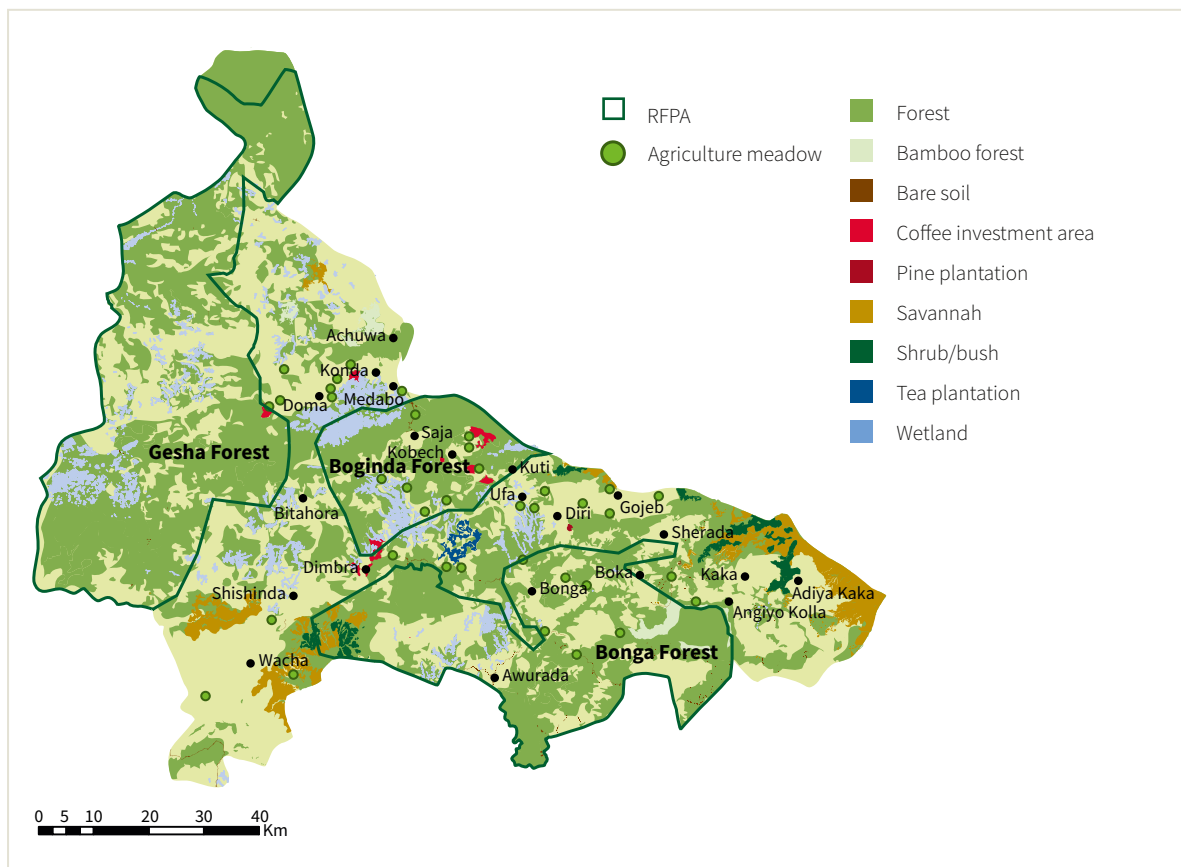 RFPA
Agriculture meadow
Forest
Bamboo forest
Bare soil
Coffee investment area
Pine plantation
Savannah
Shrub/bush
Tea plantation
Wetland
Achuwa
Konda
Medabo
Doma
Saja
Gesha Forest
Kobech
Boginda Forest
Kuti
Ufa
Bitahora
Diri
Gojeb
Sherada
Dimbra
Boka
Kaka
Shishinda
Bonga
Adiya Kaka
Angiyo Kolla
Bonga Forest
Wacha
Awurada
0 5 10 20 30 40
Km